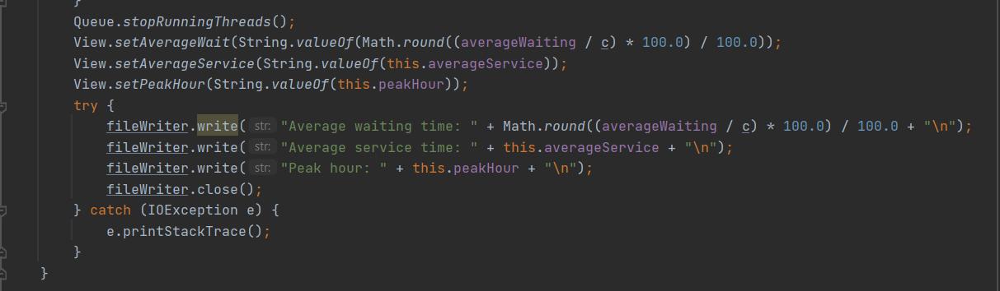 }
Queue.stopRunningThreads();
View.setAverageWait(String.valueOf(Math.round((averageWaiting / c) * 100.0) / 100.0));
View.setAverageService(String.valueOf(this.averageService));
View.setPeakHour(String.valueOf(this.peakHour));
try {
fileWriter.write( str: "Average waiting time: " + Math.round((averageWaiting / c) * 100.0) / 100.0 + "\n");
fileWriter.write( str: "Average service time: " + this.averageService + "\n");
fileWriter.write( str: "Peak hour: " + this.peakHour + "\n");
fileWriter.close();
} catch (IOException e) {
e.printStackTrace();
}
}